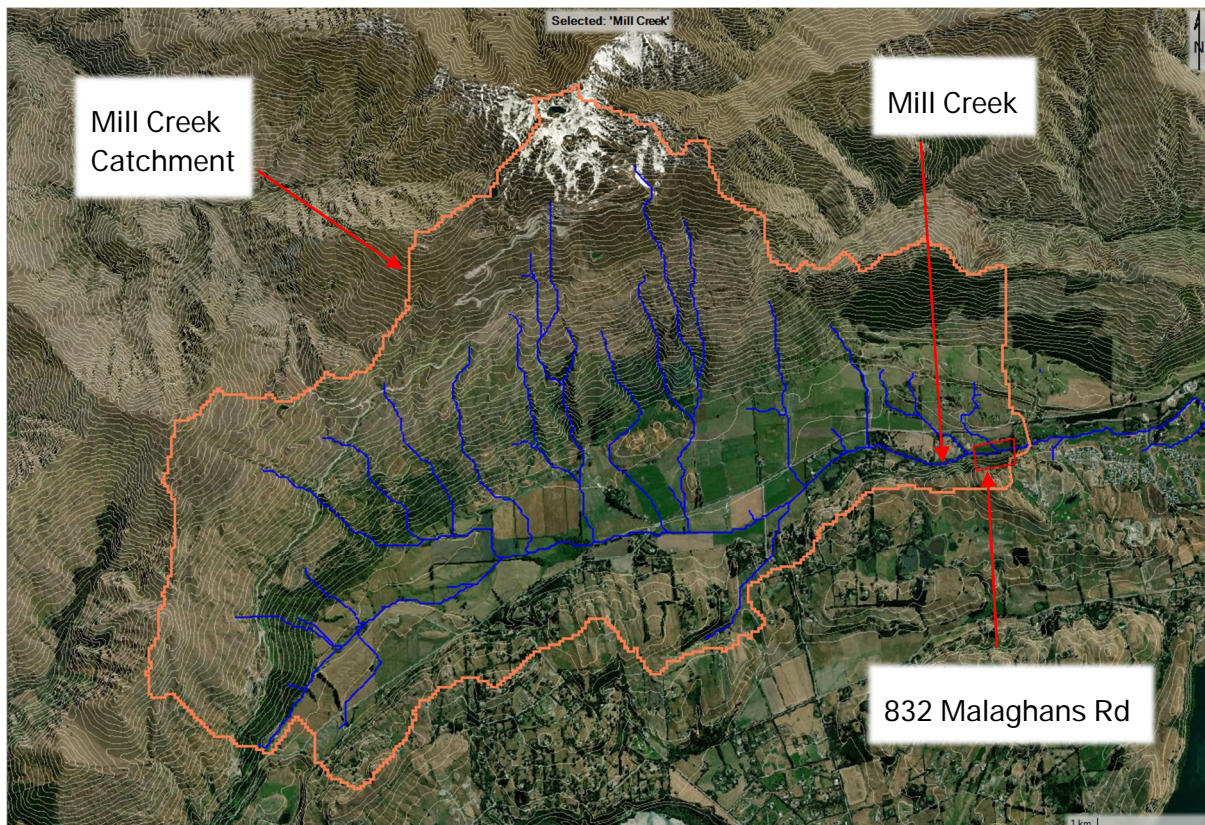 Selected: 'Mill Creek'
N
Mill Creek
Catchment
Mill Creek
832 Malaghans Rd
1 km